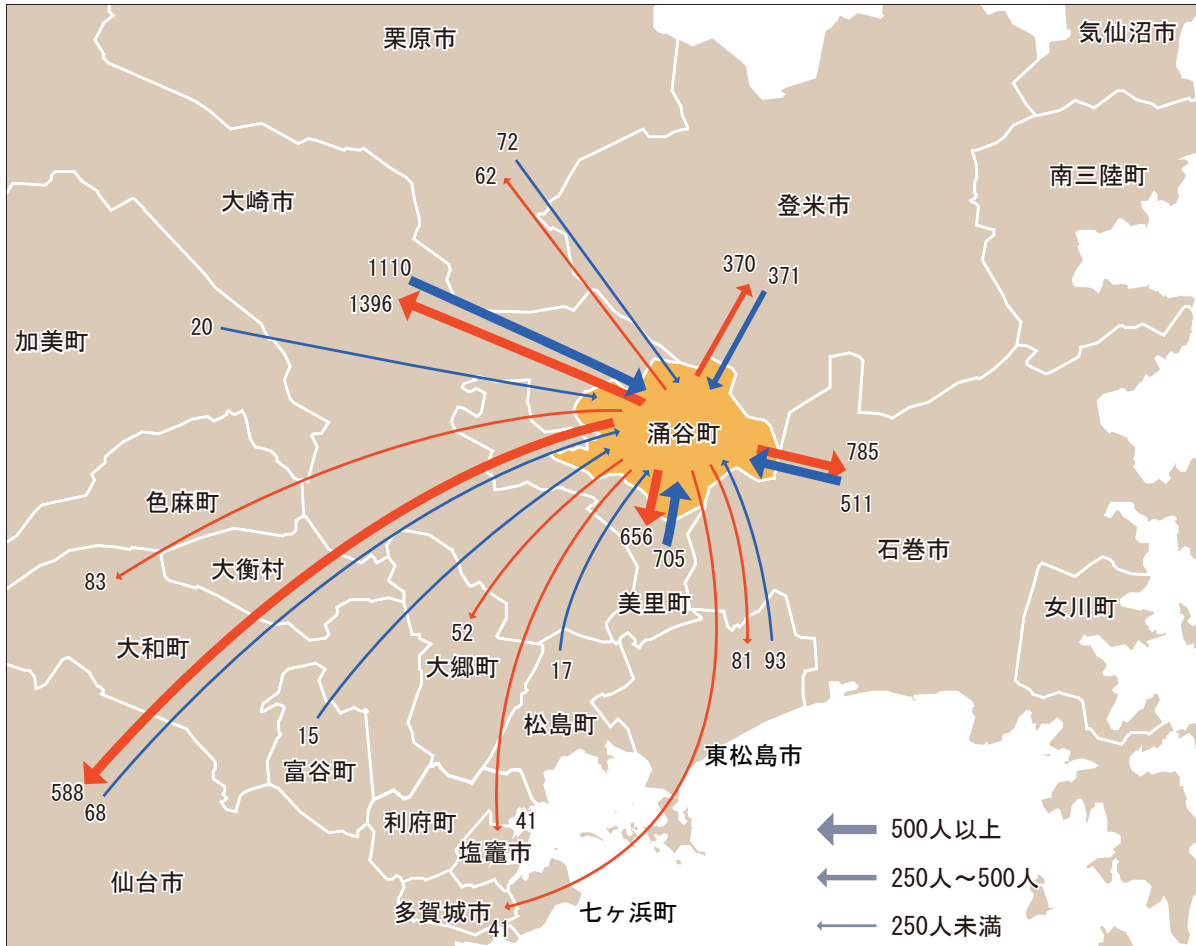 栗原市
気仙沼市
72
62
南三陸町
大崎市
登米市
1110
1396
370
371
20
加美町
涌谷町
785
511
色麻町
656
705
石巻市
83
大衡村
美里町
女川町
大和町
52
大郷町
17
81
93
15
松島町
東松島市
富谷町
588
68
利府町
41
塩竈市
500人以上
仙台市
250人～500人
多賀城市
41
七ヶ浜町
250人未満